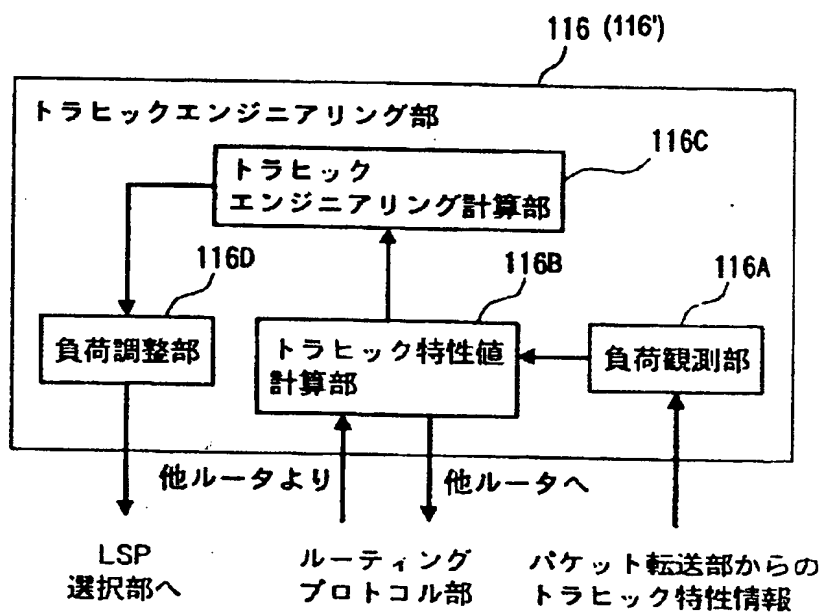 116 (116')
トラヒックエンジニアリング部
116C
トラヒック
エンジニアリング計算部
116D
116B
116A
負荷調整部
トラヒック特性値
計算部
負荷観測部
他ルータより
他ルータへ
LSP
選択部へ
ルーティング
プロトコル部
パケット転送部からの
トラヒック特性情報